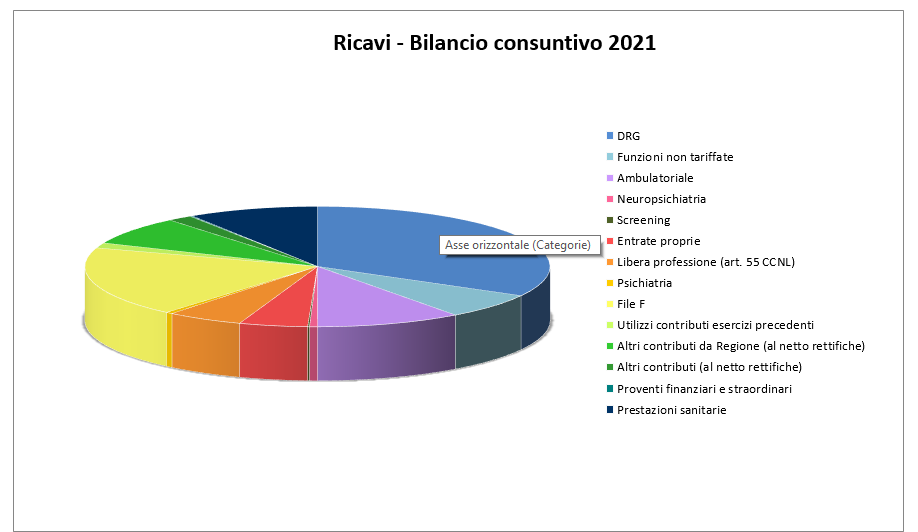 Ricavi - Bilancio consuntivo 2021
DRG
Funzioni non tariffate
Ambulatoriale
Neuropsichiatria
Screening
Asse orizzontale (Categorie)
Entrate proprie
Libera professione (art. 55 CCNL)
Psichiatria
File F
Utilizzi contributi esercizi precedenti
Altri contributi da Regione (al netto rettifiche)
Altri contributi (al netto rettifiche)
Proventi finanziari e straordinari
Prestazioni sanitarie